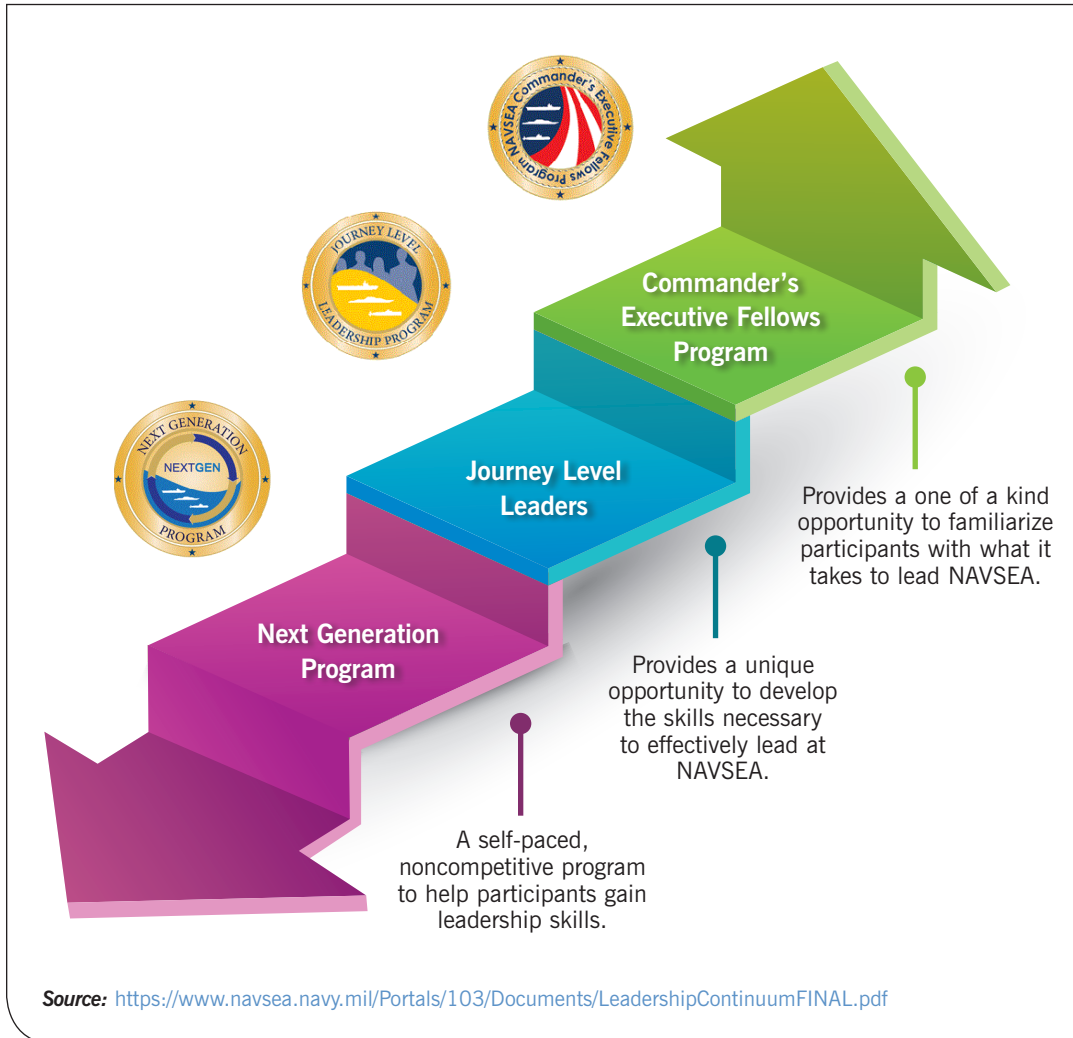 NAVSEA Commander's Executive Fellows Program
JOURNEY LEVEL
LEADERSHIP PROGRAM
NEXT GENERATION
NEXTGEN
PROGRAM
Commander's
Executive Fellows
Program
Journey Level
Leaders
Next Generation
Program
Provides a one of a kind
opportunity to familiarize
participants with what it
takes to lead NAVSEA.
Provides a unique
opportunity to develop
the skills necessary
to effectively lead at
NAVSEA.
A self-paced,
noncompetitive program
to help participants gain
leadership skills.
Source: https://www.navsea.navy.mil/Portals/103/Documents/LeadershipContinuumFINAL.pdf